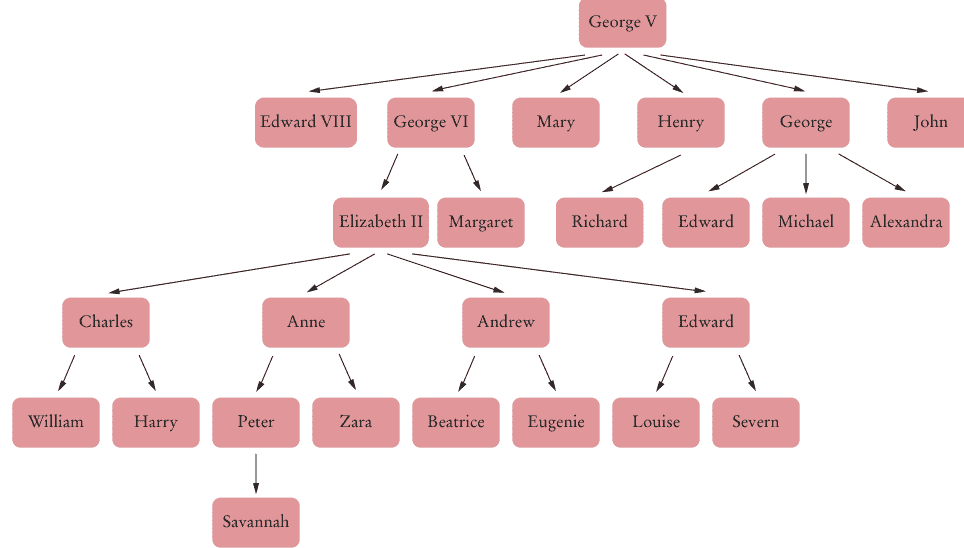 George V
Edward VIII
George VI
Mary
Henry
George
John
Elizabeth II
Margaret
Richard
Edward
Michael
Alexandra
Charles
Anne
Andrew
Edward
William
Harry
Peter
Zara
Beatrice
Eugenie
Louise
Severn
Savannah